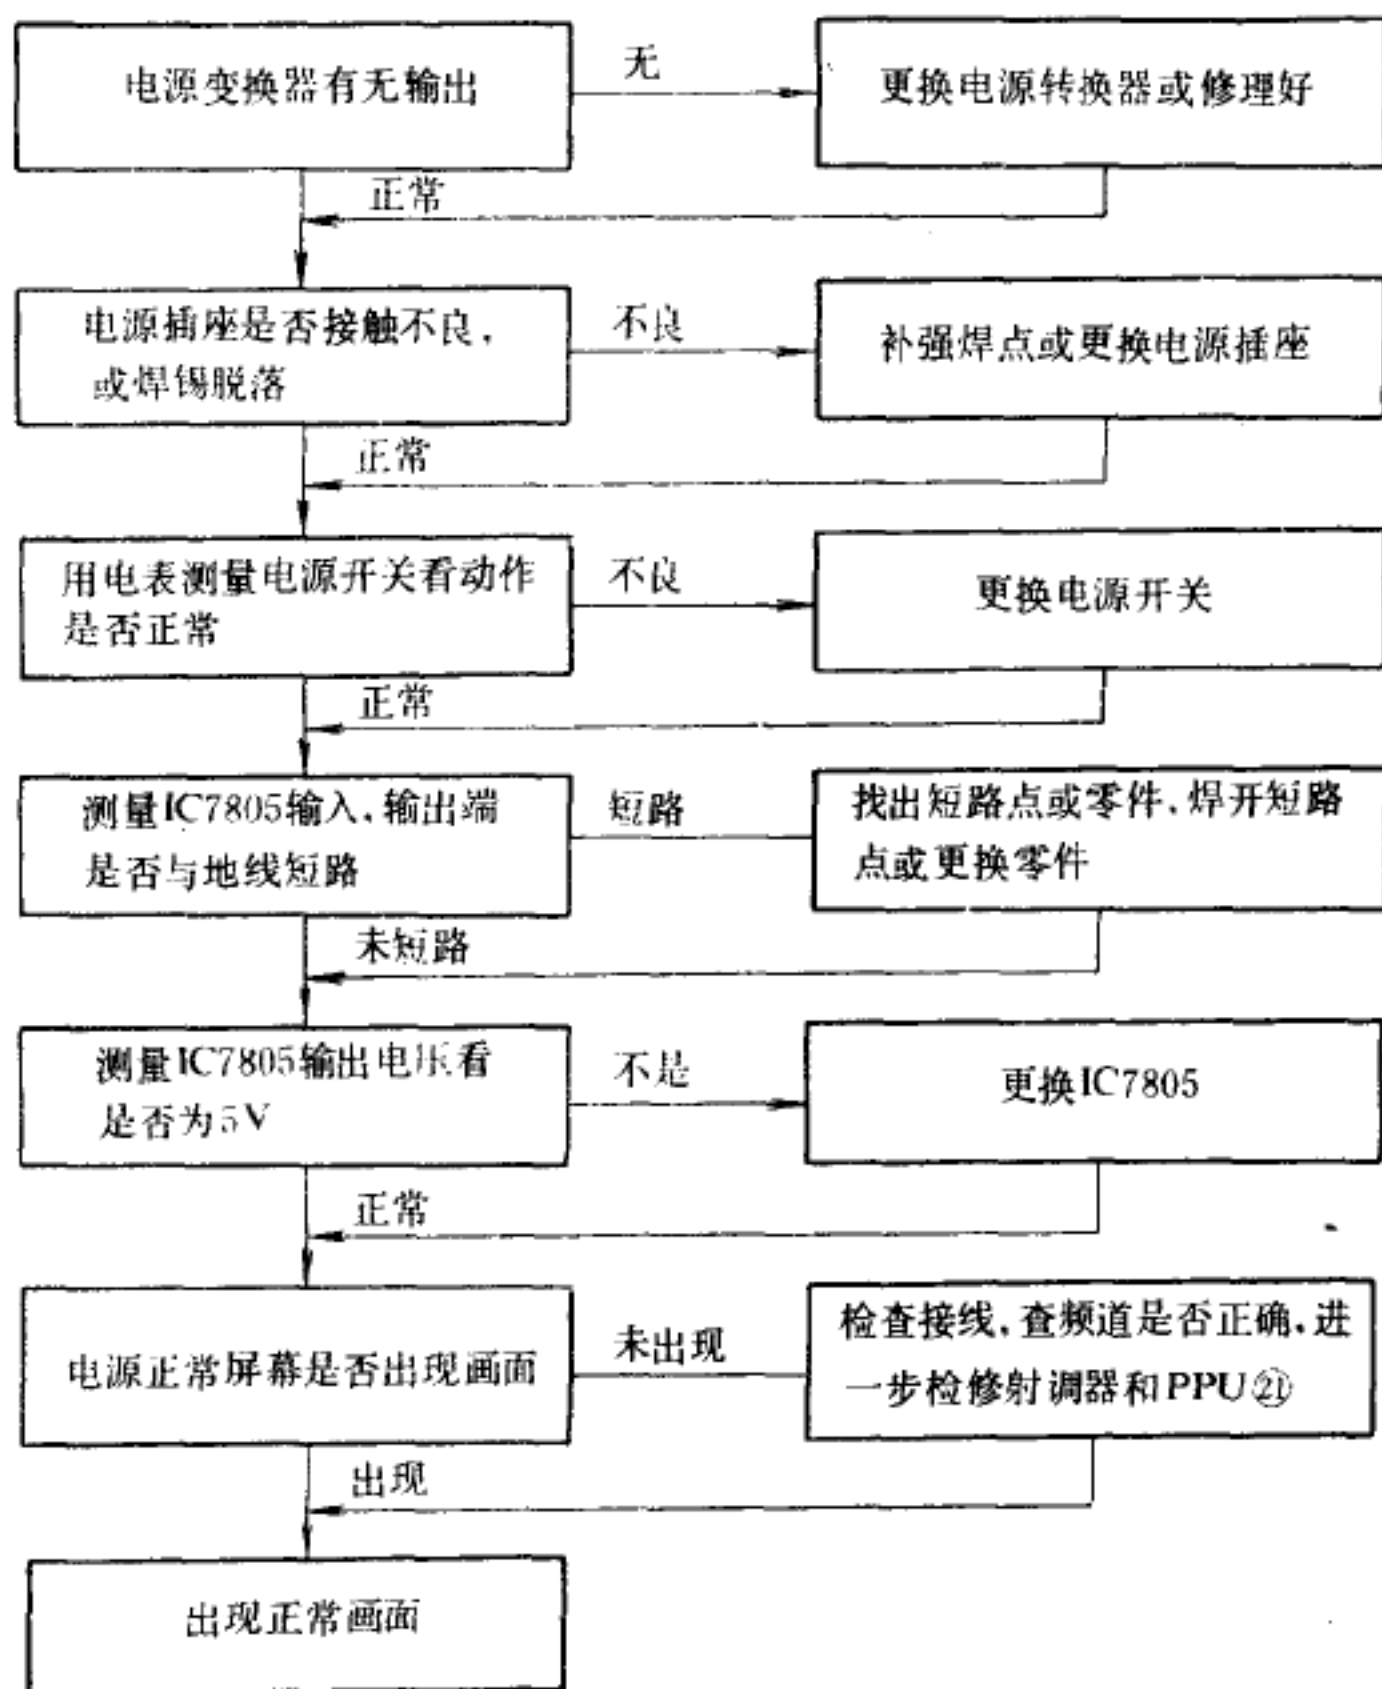 电源变换器有无输出
无
更换电源转换器或修理好
正常
电源插座是否接触不良，
或焊锡脱落
不良
补强焊点或更换电源插座
正常
用电表测量电源开关看动作
是否正常
不良
更换电源开关
正常
测量IC7805输入、输出端
是否与地线短路
短路
找出短路点或零件、焊开短路
点或更换零件
未短路
测量IC7805输出电压看
是否为5V
不是
更换IC7805
正常
电源正常屏幕是否出现画面
未出现
检查接线、查频道是否正确、进
一步检修射调器和PPU㉑
出现
出现正常画面